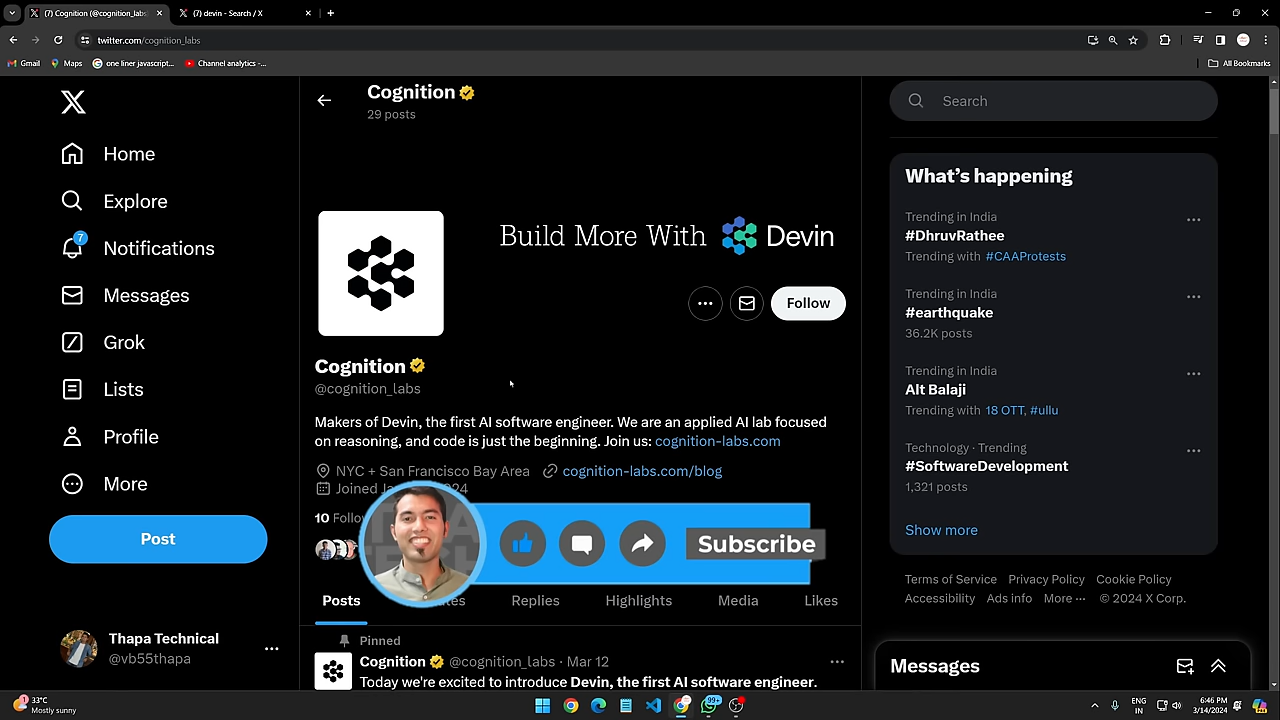 (7) Cognition (@cognition_labs
(7) devin - Search / X
twitter.com/cognition_labs
Gmail
Maps
one liner javascript...
Channel analytics -...
All Bookmarks
Cognition
29 posts
Home
Explore
7
Notifications
Messages
Grok
Lists
Profile
More
Post
Thapa Technical
@vb55thapa
Build More With Devin
Follow
Cognition
@cognition_labs
Makers of Devin, the first AI software engineer. We are an applied AI lab focused
on reasoning, and code is just the beginning. Join us: cognition-labs.com
NYC + San Francisco Bay Area
cognition-labs.com/blog
Joined
10
Subscribe
Posts
Replies
Highlights
Media
Likes
Pinned
Cognition @cognition_labs · Mar 12
Today we're excited to introduce Devin, the first AI software engineer.
Search
What's happening
Trending in India
#DhruvRathee
Trending with #CAAProtests
Trending in India
#earthquake
36.2K posts
Trending in India
Alt Balaji
Trending with 18 OTT, #ullu
Technology · Trending
#SoftwareDevelopment
1,321 posts
Show more
Terms of Service Privacy Policy Cookie Policy
Accessibility Ads info More ··· © 2024 X Corp.
Messages
33°C
Mostly sunny
99+
ENG
IN
6:46 PM
3/14/2024